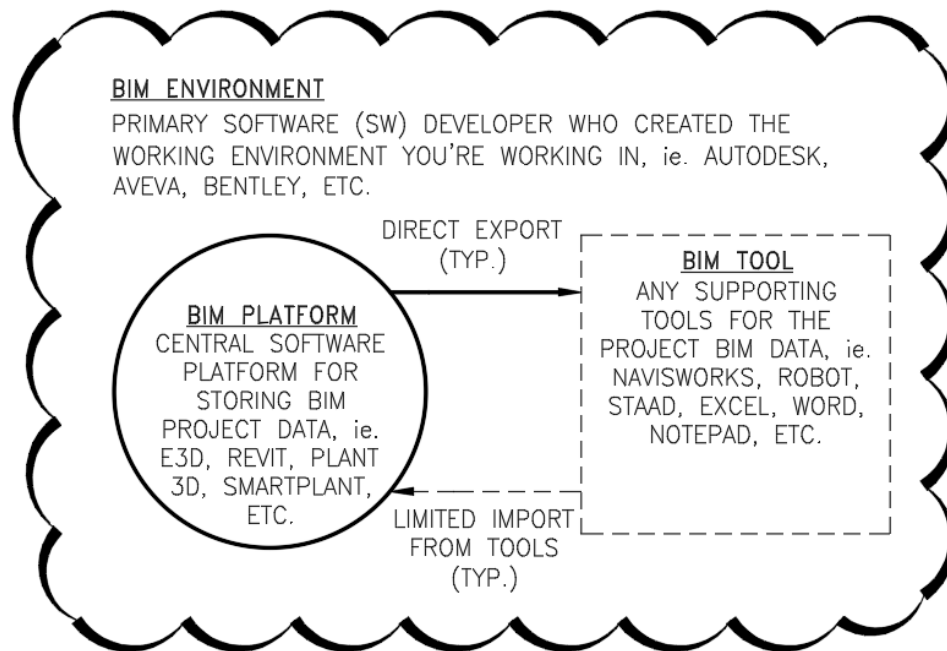 BIM ENVIRONMENT
PRIMARY SOFTWARE (SW) DEVELOPER WHO CREATED THE
WORKING ENVIRONMENT YOU'RE WORKING IN, ie. AUTODESK,
AVEVA, BENTLEY, ETC.
DIRECT EXPORT
(TYP.)
BIM PLATFORM
CENTRAL SOFTWARE
PLATFORM FOR
STORING BIM
PROJECT DATA, ie.
E3D, REVIT, PLANT
3D, SMARTPLANT,
ETC.
BIM TOOL
ANY SUPPORTING
TOOLS FOR THE
PROJECT BIM DATA, ie.
NAVISWORKS, ROBOT,
STAAD, EXCEL, WORD,
NOTEPAD, ETC.
LIMITED IMPORT
FROM TOOLS
(TYP.)